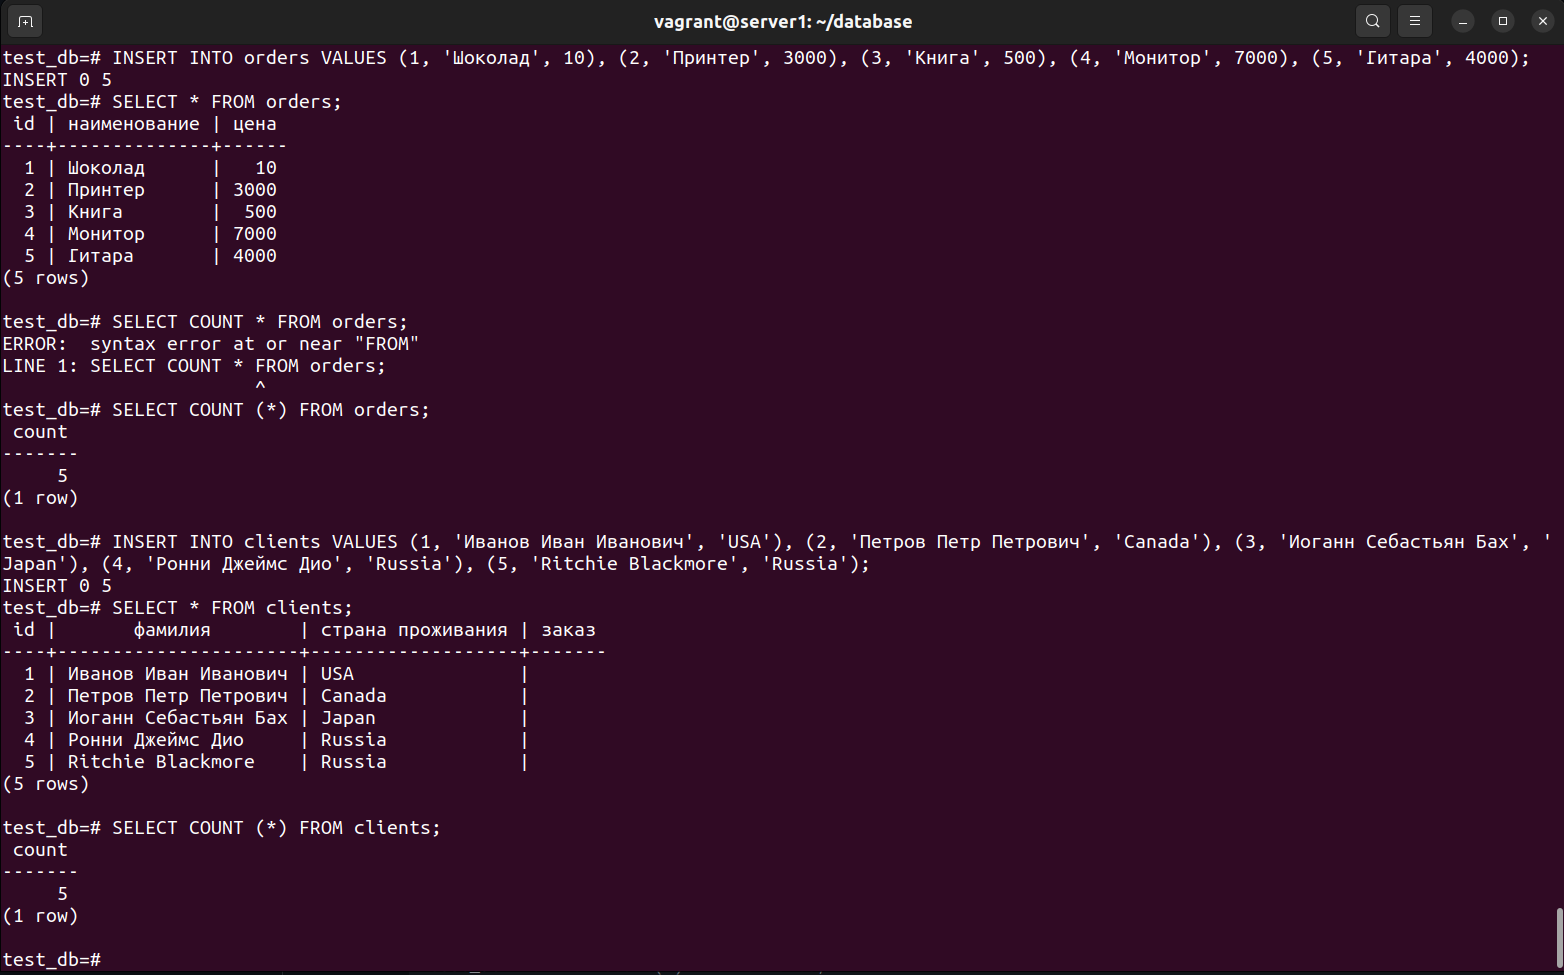 vagrant@server1: ~/database
test_db=# INSERT INTO orders VALUES (1, 'Шоколад', 10), (2, 'Принтер', 3000), (3, 'Книга', 500), (4, 'Монитор', 7000), (5, 'Гитара', 4000);
INSERT 0 5
test_db=# SELECT * FROM orders;
 id | наименование | цена 
----+--------------+------
  1 | Шоколад      |   10
  2 | Принтер      | 3000
  3 | Книга        |  500
  4 | Монитор      | 7000
  5 | Гитара       | 4000
(5 rows)

test_db=# SELECT COUNT * FROM orders;
ERROR:  syntax error at or near "FROM"
LINE 1: SELECT COUNT * FROM orders;
                       ^
test_db=# SELECT COUNT (*) FROM orders;
 count 
-------
     5
(1 row)

test_db=# INSERT INTO clients VALUES (1, 'Иванов Иван Иванович', 'USA'), (2, 'Петров Петр Петрович', 'Canada'), (3, 'Иоганн Себастьян Бах', '
Japan'), (4, 'Ронни Джеймс Дио', 'Russia'), (5, 'Ritchie Blackmore', 'Russia');
INSERT 0 5
test_db=# SELECT * FROM clients;
 id |       фамилия        | страна проживания | заказ 
----+----------------------+-------------------+-------
  1 | Иванов Иван Иванович | USA               |
  2 | Петров Петр Петрович | Canada            |
  3 | Иоганн Себастьян Бах | Japan             |
  4 | Ронни Джеймс Дио     | Russia            |
  5 | Ritchie Blackmore    | Russia            |
(5 rows)

test_db=# SELECT COUNT (*) FROM clients;
 count 
-------
     5
(1 row)

test_db=#